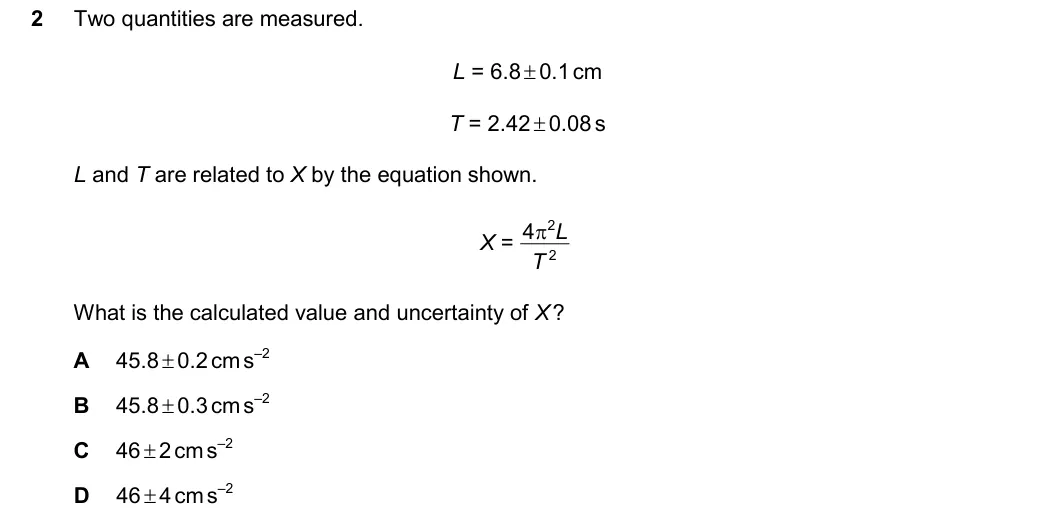 2 Two quantities are measured.
L = 6.8 ± 0.1 cm
T = 2.42 ± 0.08 s
L and T are related to X by the equation shown.
X = 4π²L / T²
What is the calculated value and uncertainty of X?
A 45.8 ± 0.2 cm s⁻²
B 45.8 ± 0.3 cm s⁻²
C 46 ± 2 cm s⁻²
D 46 ± 4 cm s⁻²